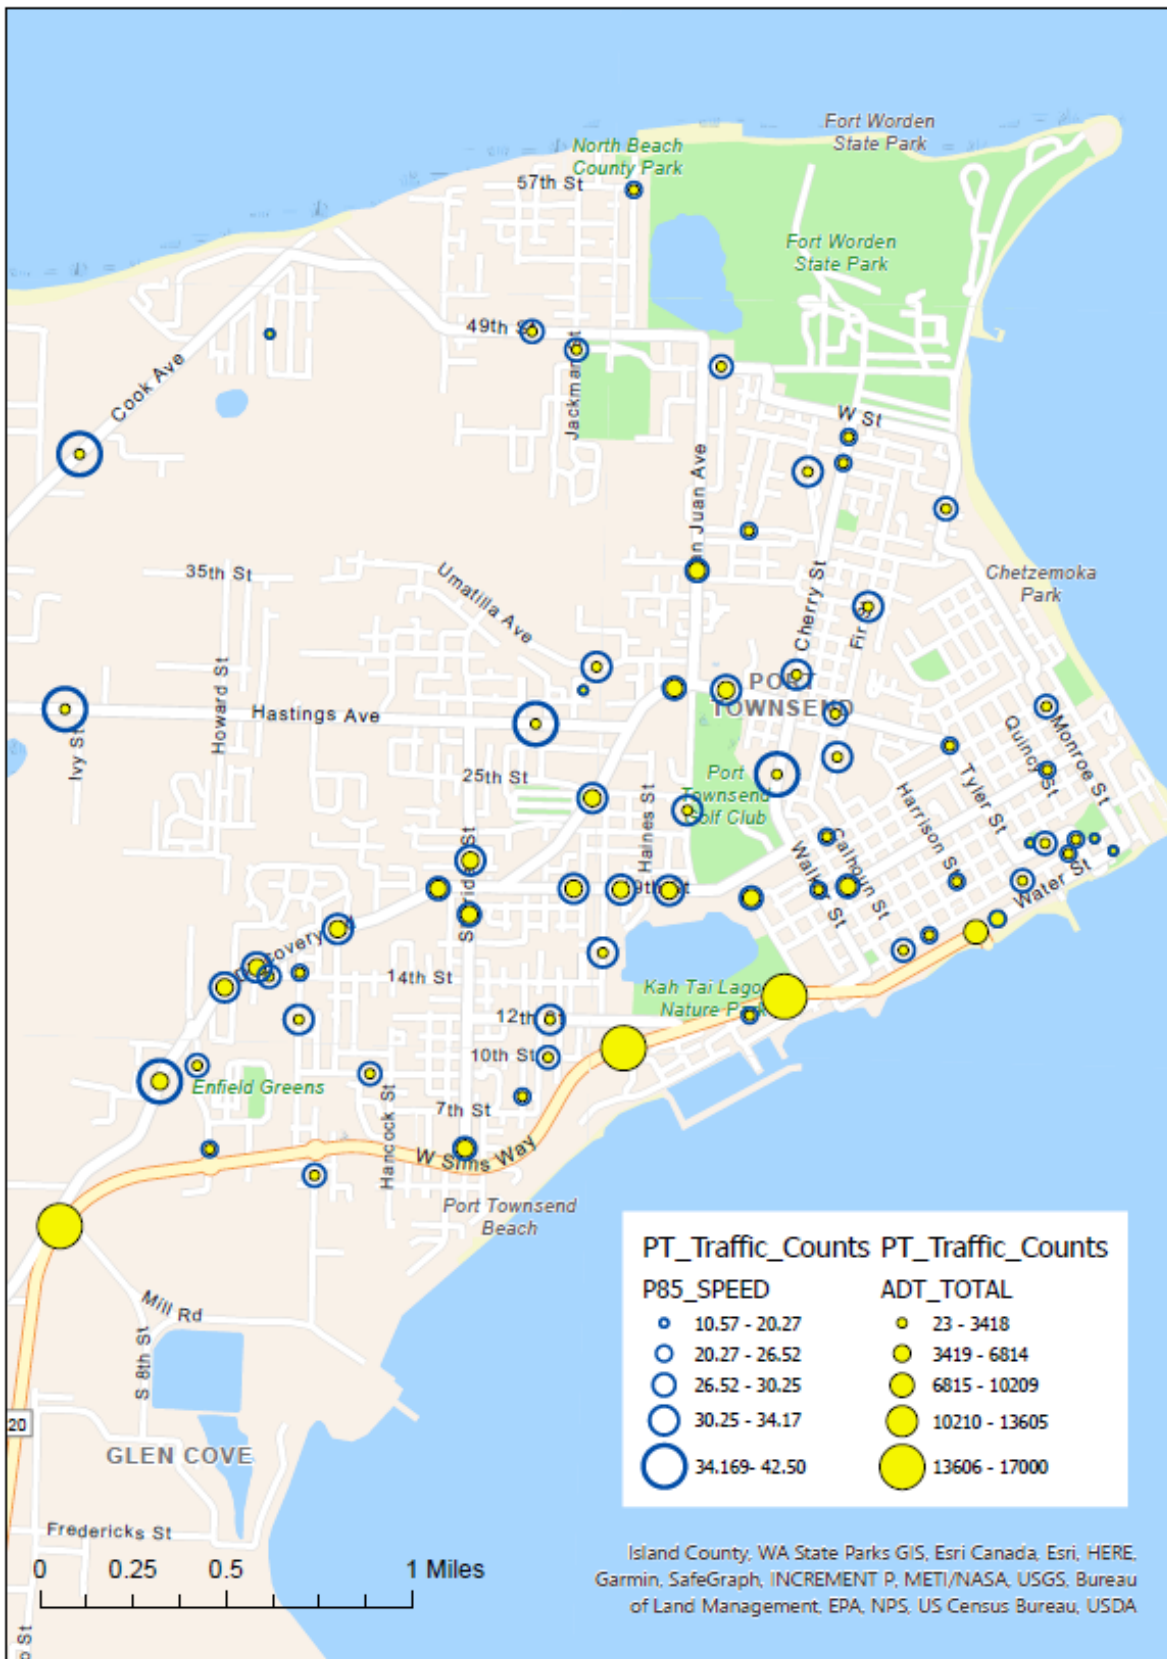 Fort Worden
State Park
North Beach
County Park
57th St
Fort Worden
State Park
49th St
Jackman St
Cook Ave
W St
Juan Ave
35th St
Umatilla Ave
Cherry St
Chetzemoka
Park
Howard St
Hastings Ave
Ivy St
PORT
TOWNSEND
Quincy St
Monroe St
25th St
Port
Townsend
Golf Club
Haines St
Tyler St
Harrison St
Calhoun St
Walker St
Water St
9th St
14th St
Kah Tai Lagoon
Nature Park
12th St
10th St
Enfield Greens
7th St
Hancock St
W Sims Way
Port Townsend
Beach
Mill Rd
S 8th St
20
GLEN COVE
Fredericks St
0 0.25 0.5 1 Miles
PT_Traffic_Counts PT_Traffic_Counts
P85_SPEED ADT_TOTAL
10.57 - 20.27 23 - 3418
20.27 - 26.52 3419 - 6814
26.52 - 30.25 6815 - 10209
30.25 - 34.17 10210 - 13605
34.169- 42.50 13606 - 17000
Island County, WA State Parks GIS, Esri Canada, Esri, HERE,
Garmin, SafeGraph, INCREMENT P, METI/NASA, USGS, Bureau
of Land Management, EPA, NPS, US Census Bureau, USDA